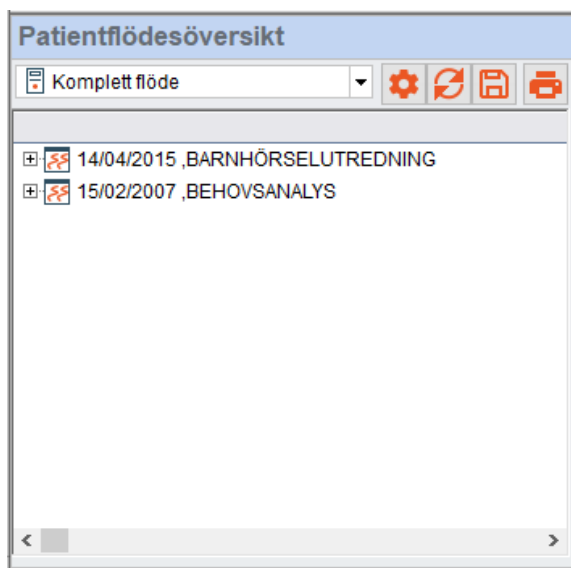 Patientflödesöversikt
Komplett flöde
14/04/2015 ,BARNHÖRSELUTREDNING
15/02/2007 ,BEHOVSANALYS